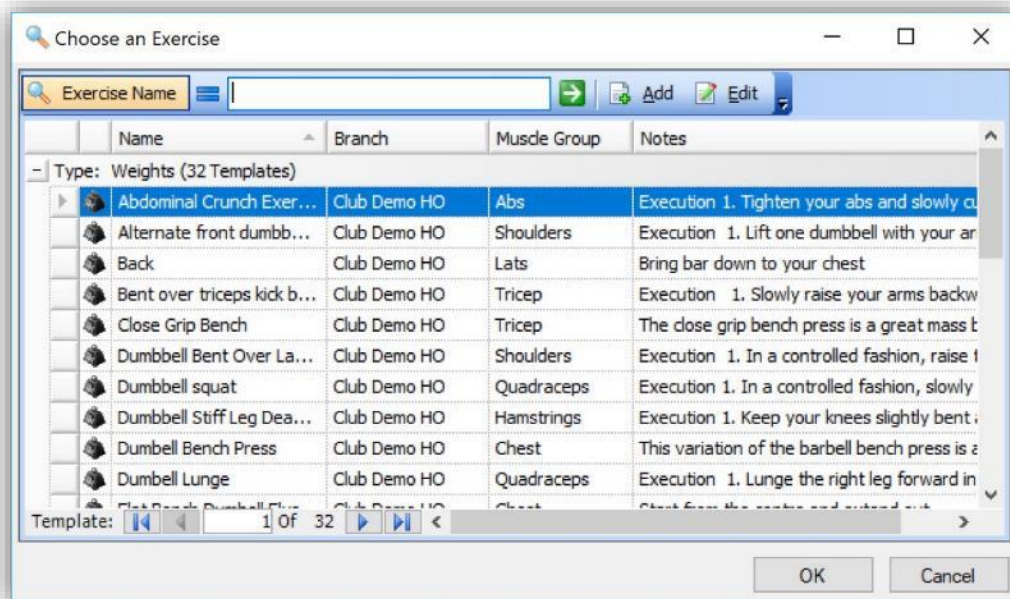 Choose an Exercise
Exercise Name Add Edit
Name Branch Muscle Group Notes
Type: Weights (32 Templates)
Abdominal Crunch Exer... Club Demo HO Abs Execution 1. Tighten your abs and slowly cu
Alternate front dumbb... Club Demo HO Shoulders Execution 1. Lift one dumbbell with your ar
Back Club Demo HO Lats Bring bar down to your chest
Bent over triceps kick b... Club Demo HO Tricep Execution 1. Slowly raise your arms backw
Close Grip Bench Club Demo HO Tricep The close grip bench press is a great mass b
Dumbbell Bent Over La... Club Demo HO Shoulders Execution 1. In a controlled fashion, raise t
Dumbbell squat Club Demo HO Quadraceps Execution 1. In a controlled fashion, slowly
Dumbbell Stiff Leg Dea... Club Demo HO Hamstrings Execution 1. Keep your knees slightly bent a
Dumbell Bench Press Club Demo HO Chest This variation of the barbell bench press is a
Dumbell Lunge Club Demo HO Quadraceps Execution 1. Lunge the right leg forward in
Template: 1 Of 32
OK Cancel